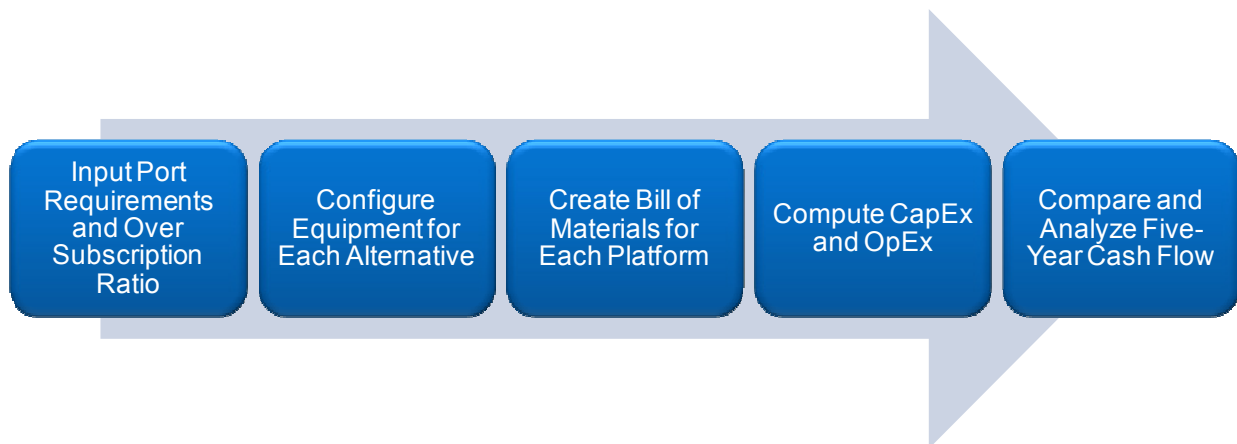 Input Port
Requirements
and Over
Subscription
Ratio
Configure
Equipment for
Each Alternative
Create Bill of
Materials for
Each Platform
Compute CapEx
and OpEx
Compare and
Analyze Five-
Year Cash Flow